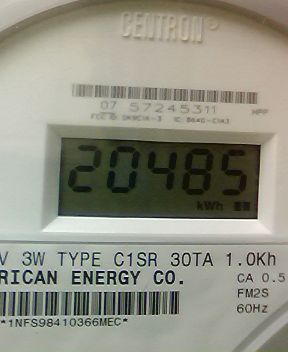 CENTRON®
07 57245311
20485
kWh
V 3W TYPE C1SR 30TA 1.0Kh
RICAN ENERGY CO. CA 0.5
FM2S
*1NFS98410366MEC* 60Hz